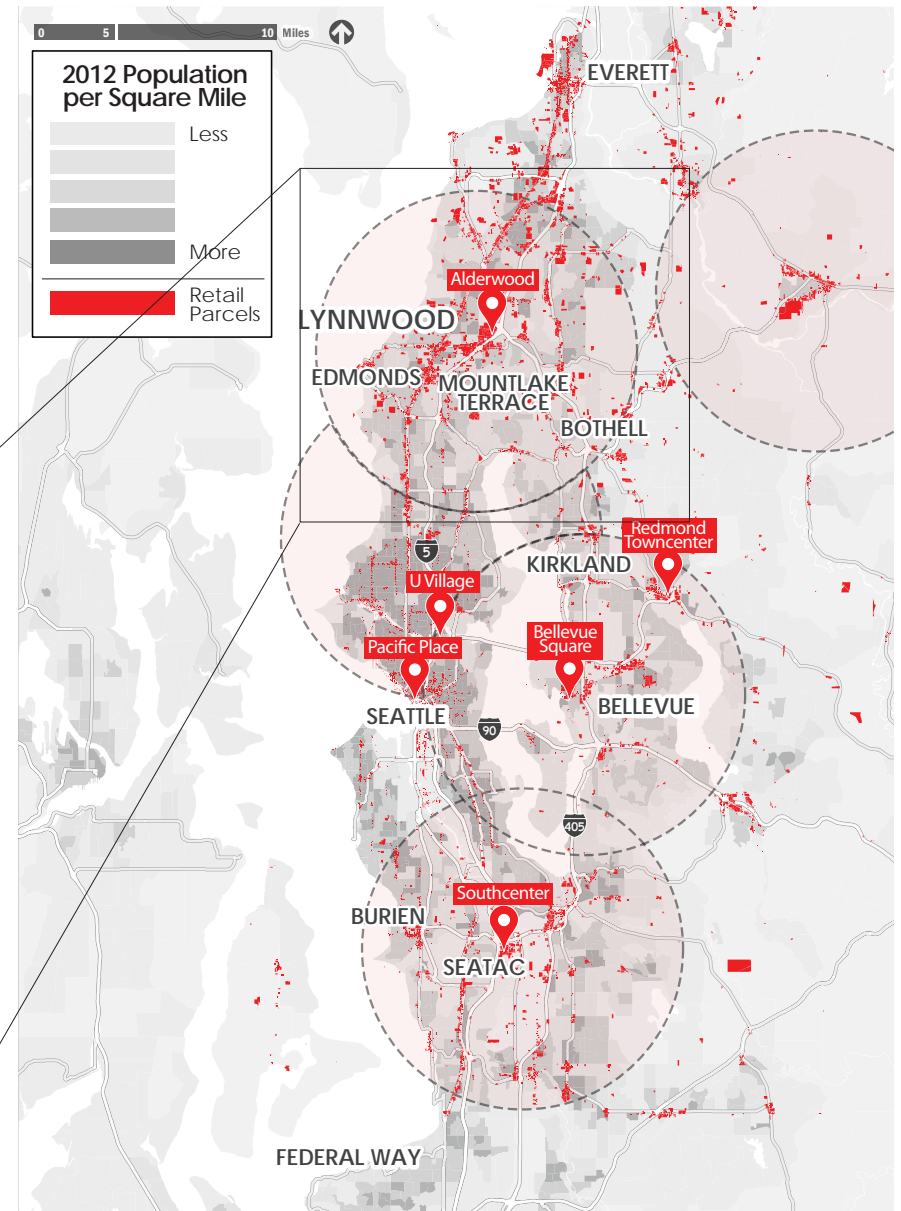 0 5 10 Miles
2012 Population
per Square Mile
Less
More
Retail
Parcels
EVERETT
Alderwood
LYNNWOOD
EDMONDS
MOUNTLAKE
TERRACE
BOTHELL
Redmond
Towncenter
5
KIRKLAND
U Village
Bellevue
Square
Pacific Place
BELLEVUE
SEATTLE
90
405
Southcenter
BURIEN
SEATAC
FEDERAL WAY